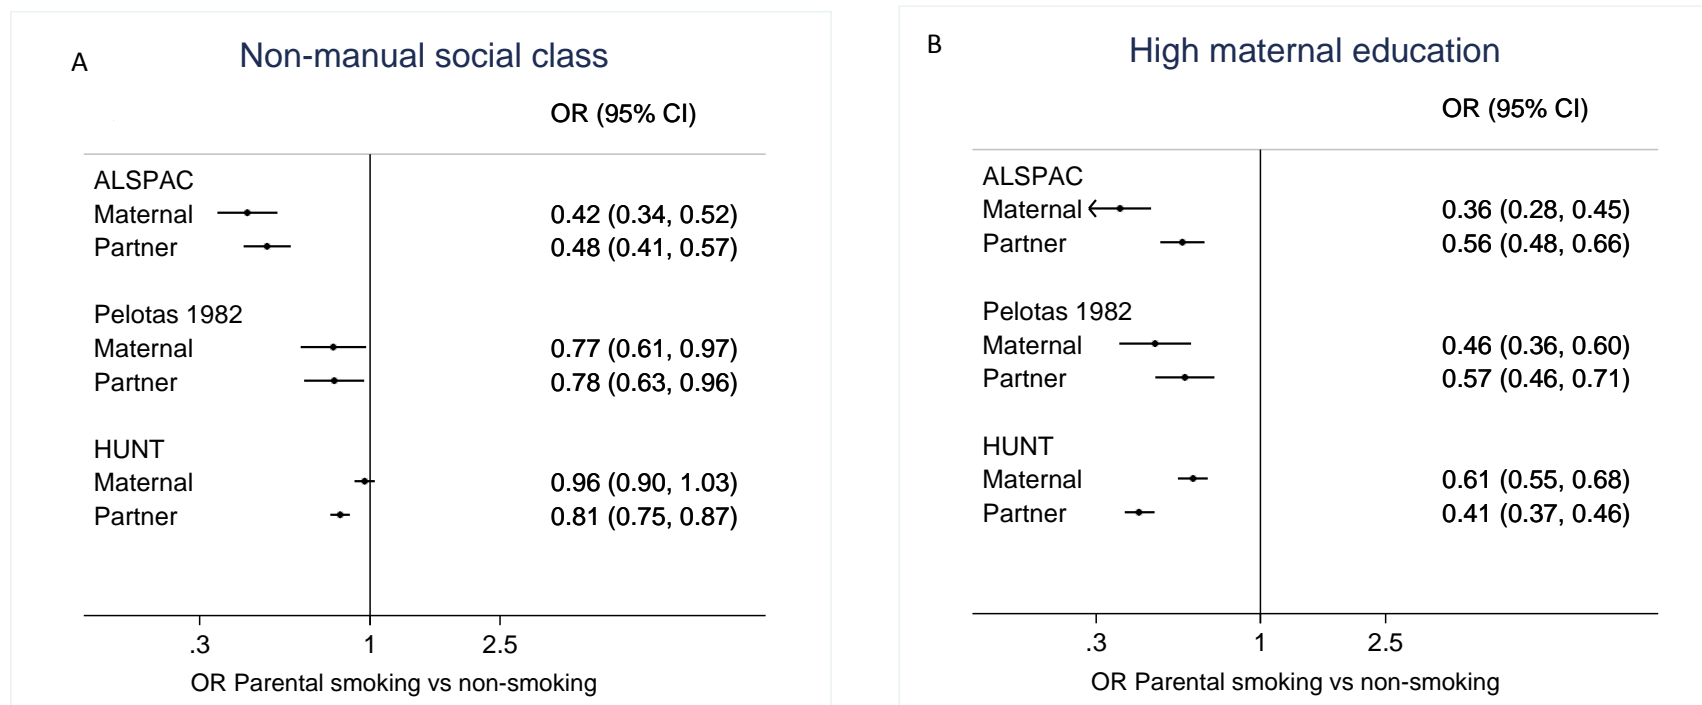 A
Non-manual social class
OR (95% CI)
ALSPAC
Maternal 0.42 (0.34, 0.52)
Partner 0.48 (0.41, 0.57)
Pelotas 1982
Maternal 0.77 (0.61, 0.97)
Partner 0.78 (0.63, 0.96)
HUNT
Maternal 0.96 (0.90, 1.03)
Partner 0.81 (0.75, 0.87)
.3 1 2.5
OR Parental smoking vs non-smoking
B
High maternal education
OR (95% CI)
ALSPAC
Maternal 0.36 (0.28, 0.45)
Partner 0.56 (0.48, 0.66)
Pelotas 1982
Maternal 0.46 (0.36, 0.60)
Partner 0.57 (0.46, 0.71)
HUNT
Maternal 0.61 (0.55, 0.68)
Partner 0.41 (0.37, 0.46)
.3 1 2.5
OR Parental smoking vs non-smoking